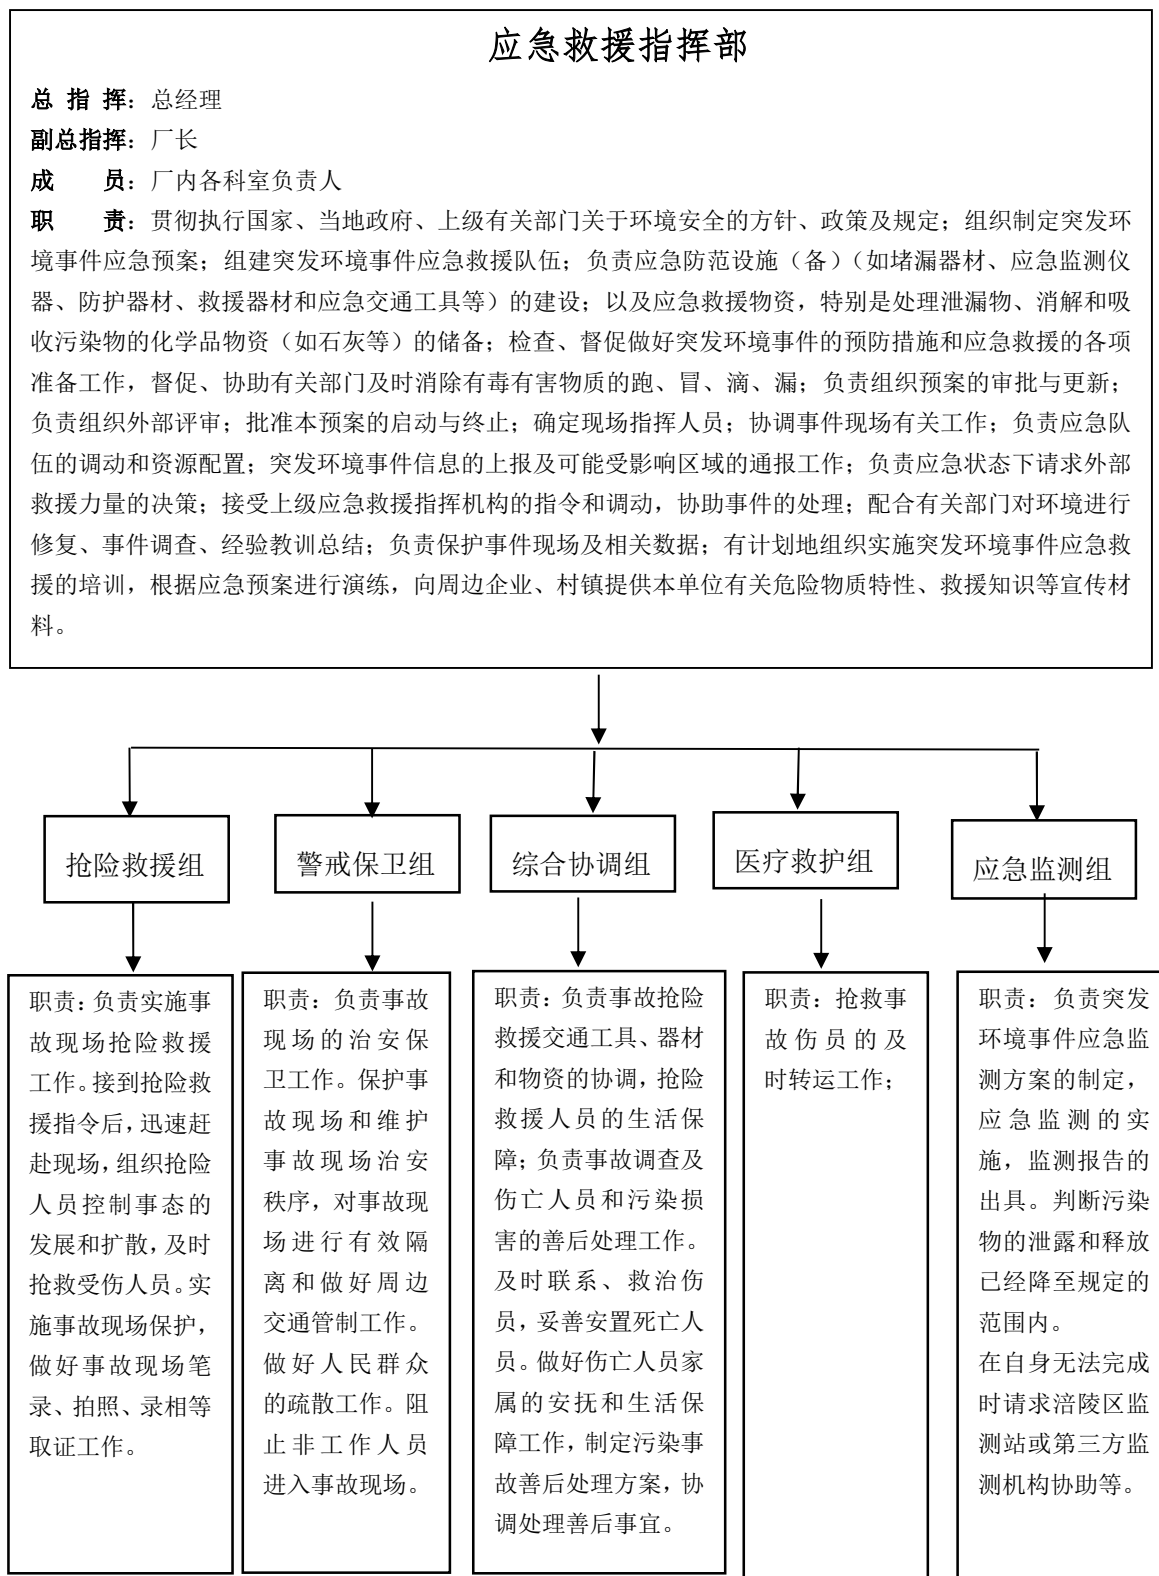 应急救援指挥部
总 指 挥：总经理
副总指挥：厂长
成 员：厂内各科室负责人
职 责：贯彻执行国家、当地政府、上级有关部门关于环境安全的方针、政策及规定；组织制定突发环
境事件应急预案；组建突发环境事件应急救援队伍；负责应急防范设施（备）（如堵漏器材、应急监测仪
器、防护器材、救援器材和应急交通工具等）的建设；以及应急救援物资，特别是处理泄漏物、消解和吸
收污染物的化学品物资（如石灰等）的储备；检查、督促做好突发环境事件的预防措施和应急救援的各项
准备工作，督促、协助有关部门及时消除有毒有害物质的跑、冒、滴、漏；负责组织预案的审批与更新；
负责组织外部评审；批准本预案的启动与终止；确定现场指挥人员；协调事件现场有关工作；负责应急队
伍的调动和资源配置；突发环境事件信息的上报及可能受影响区域的通报工作；负责应急状态下请求外部
救援力量的决策；接受上级应急救援指挥机构的指令和调动，协助事件的处理；配合有关部门对环境进行
修复、事件调查、经验教训总结；负责保护事件现场及相关数据；有计划地组织实施突发环境事件应急救
援的培训，根据应急预案进行演练，向周边企业、村镇提供本单位有关危险物质特性、救援知识等宣传材
料。
抢险救援组
警戒保卫组
综合协调组
医疗救护组
应急监测组
职责：负责实施事
故现场抢险救援
工作。接到抢险救
援指令后，迅速赶
赴现场，组织抢险
人员控制事态的
发展和扩散，及时
抢救受伤人员。实
施事故现场保护，
做好事故现场笔
录、拍照、录相等
取证工作。
职责：负责事故
现场的治安保
卫工作。保护事
故现场和维护
事故现场治安
秩序，对事故现
场进行有效隔
离和做好周边
交通管制工作。
做好人民群众
的疏散工作。阻
止非工作人员
进入事故现场。
职责：负责事故抢险
救援交通工具、器材
和物资的协调，抢险
救援人员的生活保
障；负责事故调查及
伤亡人员和污染损
害的善后处理工作。
及时联系、救治伤
员，妥善安置死亡人
员。做好伤亡人员家
属的安抚和生活保
障工作，制定污染事
故善后处理方案，协
调处理善后事宜。
职责：抢救事
故伤员的及
时转运工作；
职责：负责突发
环境事件应急监
测方案的制定，
应急监测的实
施，监测报告的
出具。判断污染
物的泄露和释放
已经降至规定的
范围内。
在自身无法完成
时请求涪陵区监
测站或第三方监
测机构协助等。